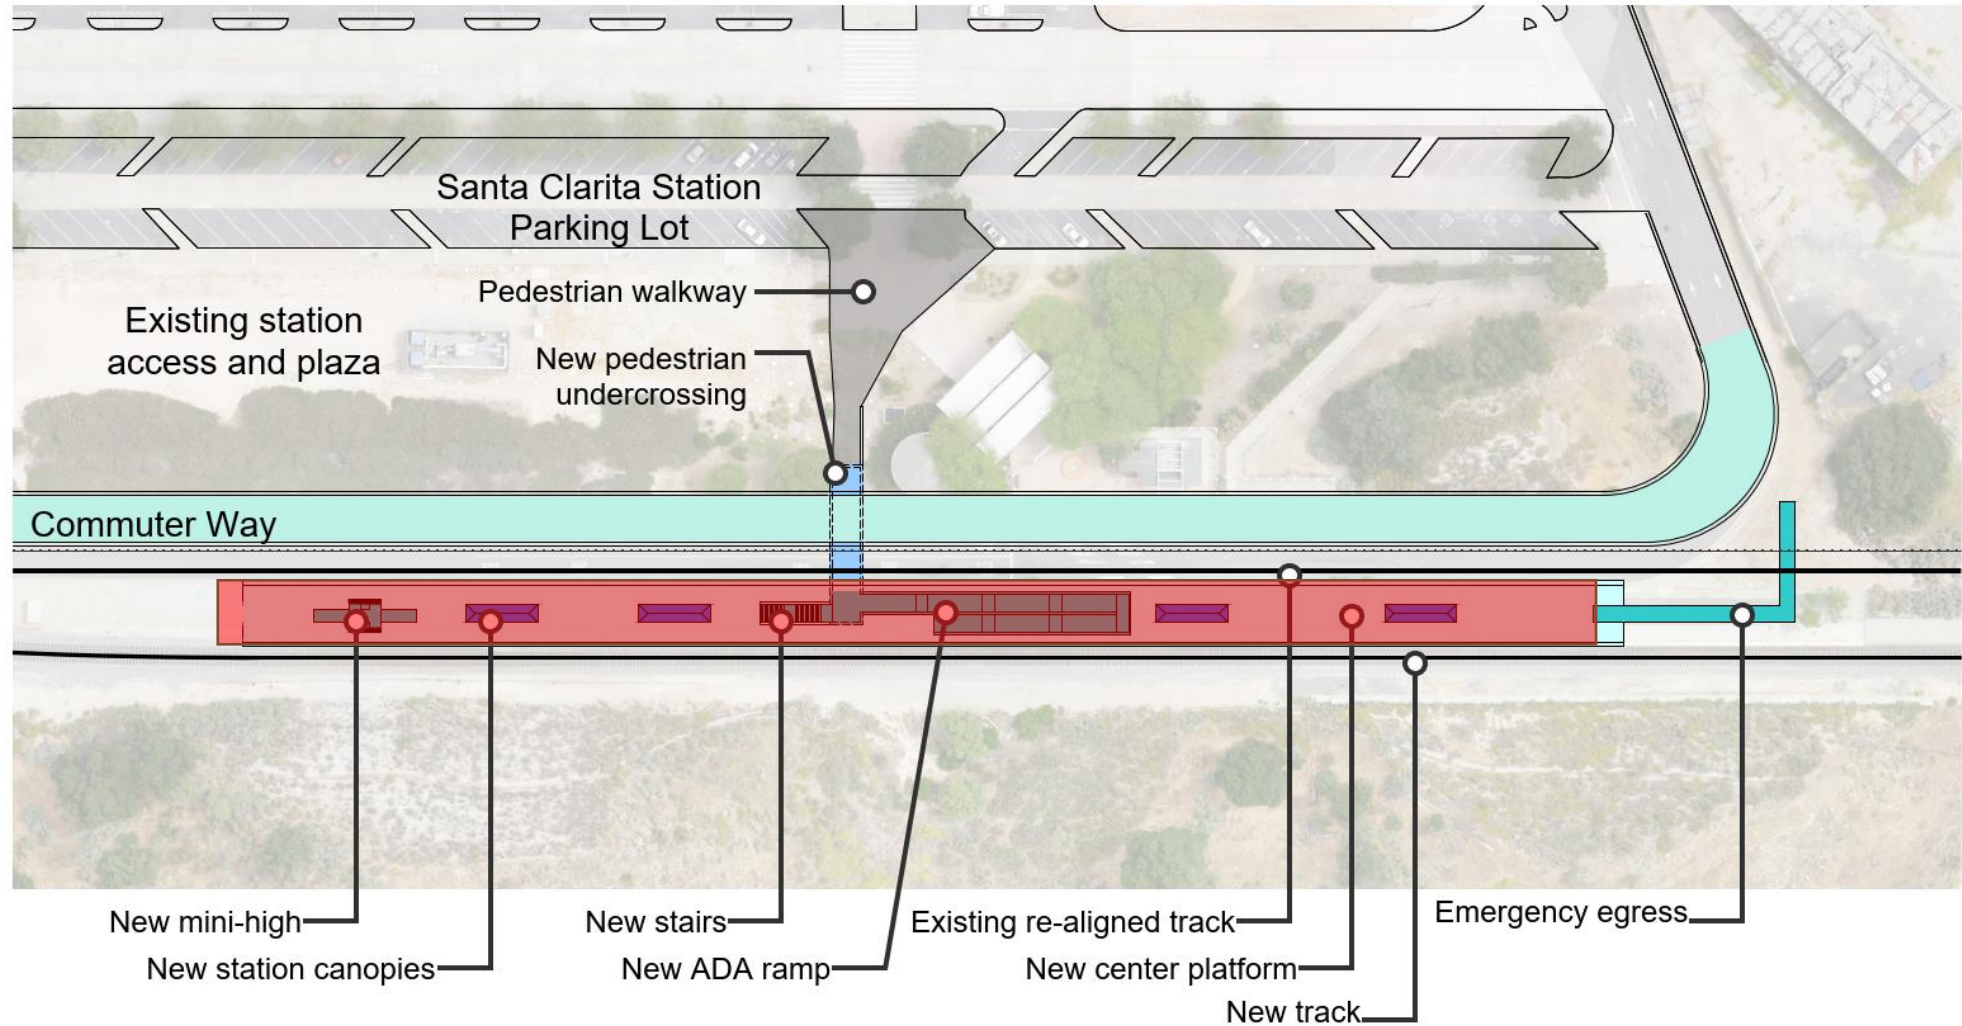 Santa Clarita Station
Parking Lot
Pedestrian walkway
Existing station
access and plaza
New pedestrian
undercrossing
Commuter Way
New mini-high
New stairs
Existing re-aligned track
Emergency egress
New station canopies
New ADA ramp
New center platform
New track